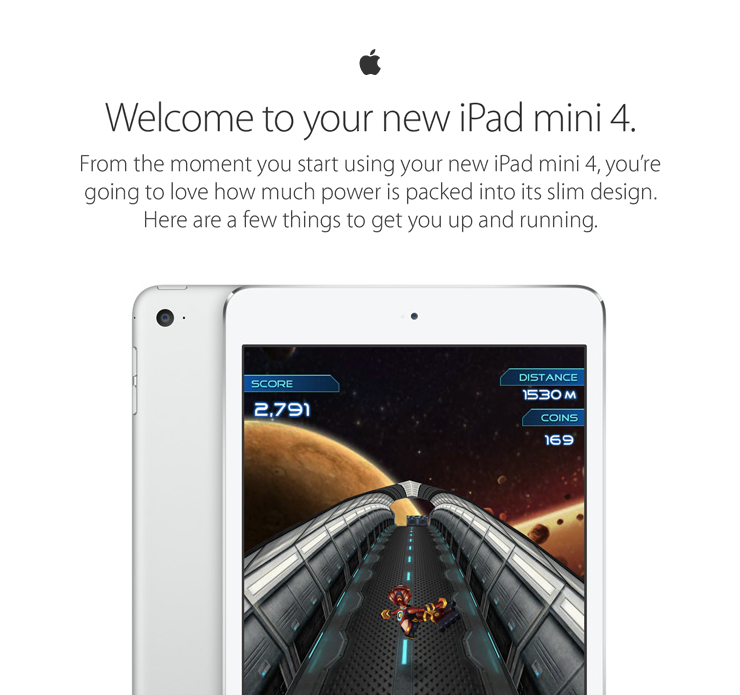 Welcome to your new iPad mini 4.
From the moment you start using your new iPad mini 4, you’re
going to love how much power is packed into its slim design.
Here are a few things to get you up and running.
SCORE
2,791
DISTANCE
1530 M
COINS
169